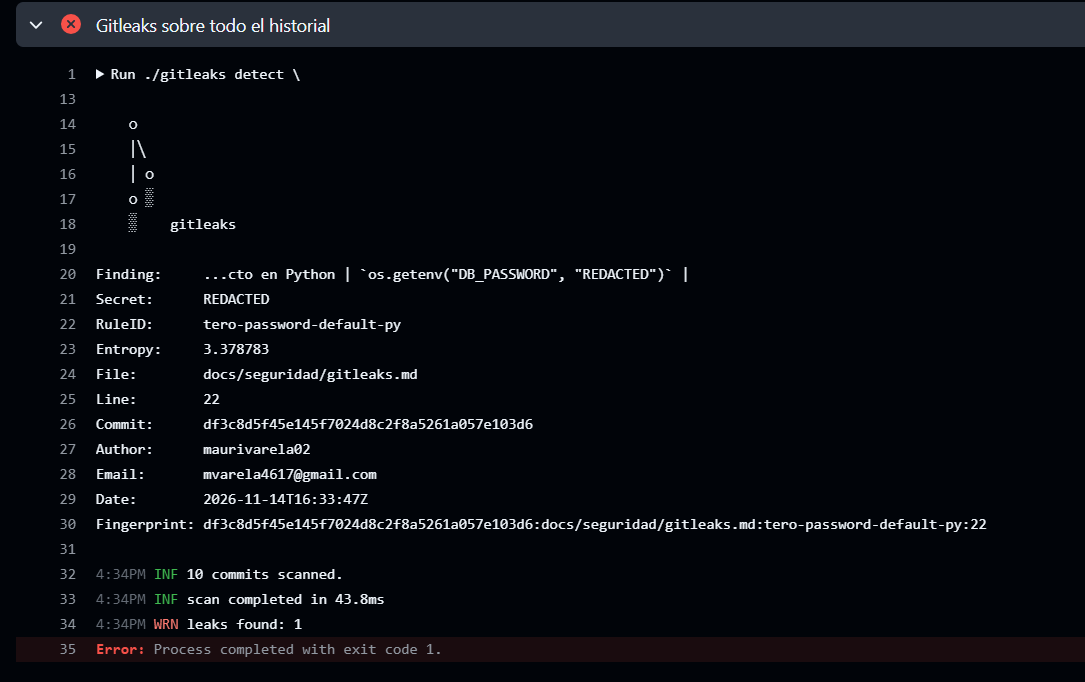 Gitleaks sobre todo el historial
1 ▶ Run ./gitleaks detect \
13
14 o
15 |\
16 | o
17 o ░
18 ░ gitleaks
19
20 Finding: ...cto en Python | `os.getenv("DB_PASSWORD", "REDACTED")` |
21 Secret: REDACTED
22 RuleID: tero-password-default-py
23 Entropy: 3.378783
24 File: docs/seguridad/gitleaks.md
25 Line: 22
26 Commit: df3c8d5f45e145f7024d8c2f8a5261a057e103d6
27 Author: maurivarela02
28 Email: mvarela4617@gmail.com
29 Date: 2026-11-14T16:33:47Z
30 Fingerprint: df3c8d5f45e145f7024d8c2f8a5261a057e103d6:docs/seguridad/gitleaks.md:tero-password-default-py:22
31
32 4:34PM INF 10 commits scanned.
33 4:34PM INF scan completed in 43.8ms
34 4:34PM WRN leaks found: 1
35 Error: Process completed with exit code 1.